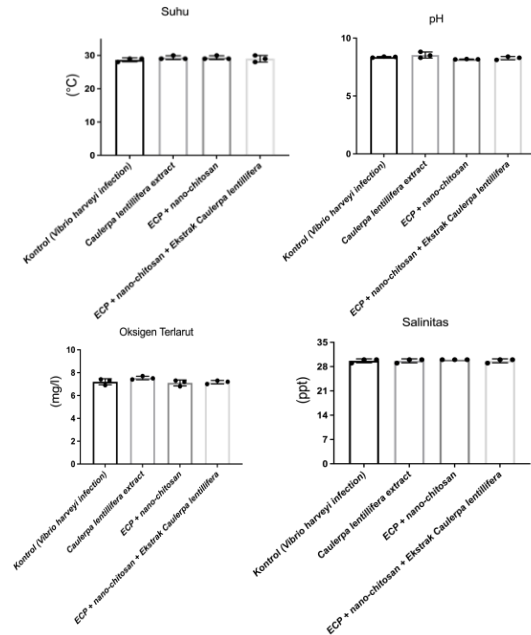 Suhu
(°C)
40
30
20
10
0
Kontrol (Vibrio harveyi infection)
Caulerpa lentillifera extract
ECP + nano-chitosan
ECP + nano-chitosan + Ekstrak Caulerpa lentillifera
pH
10
5
0
Kontrol (Vibrio harveyi infection)
Caulerpa lentillifera extract
ECP + nano-chitosan
ECP + nano-chitosan + Ekstrak Caulerpa lentillifera
Oksigen Terlarut
(mg/l)
10
8
6
4
2
0
Kontrol (Vibrio harveyi infection)
Caulerpa lentillifera extract
ECP + nano-chitosan
ECP + nano-chitosan + Ekstrak Caulerpa lentillifera
Salinitas
(ppt)
35
30
21
14
7
0
Kontrol (Vibrio harveyi infection)
Caulerpa lentillifera extract
ECP + nano-chitosan
ECP + nano-chitosan + Ekstrak Caulerpa lentillifera